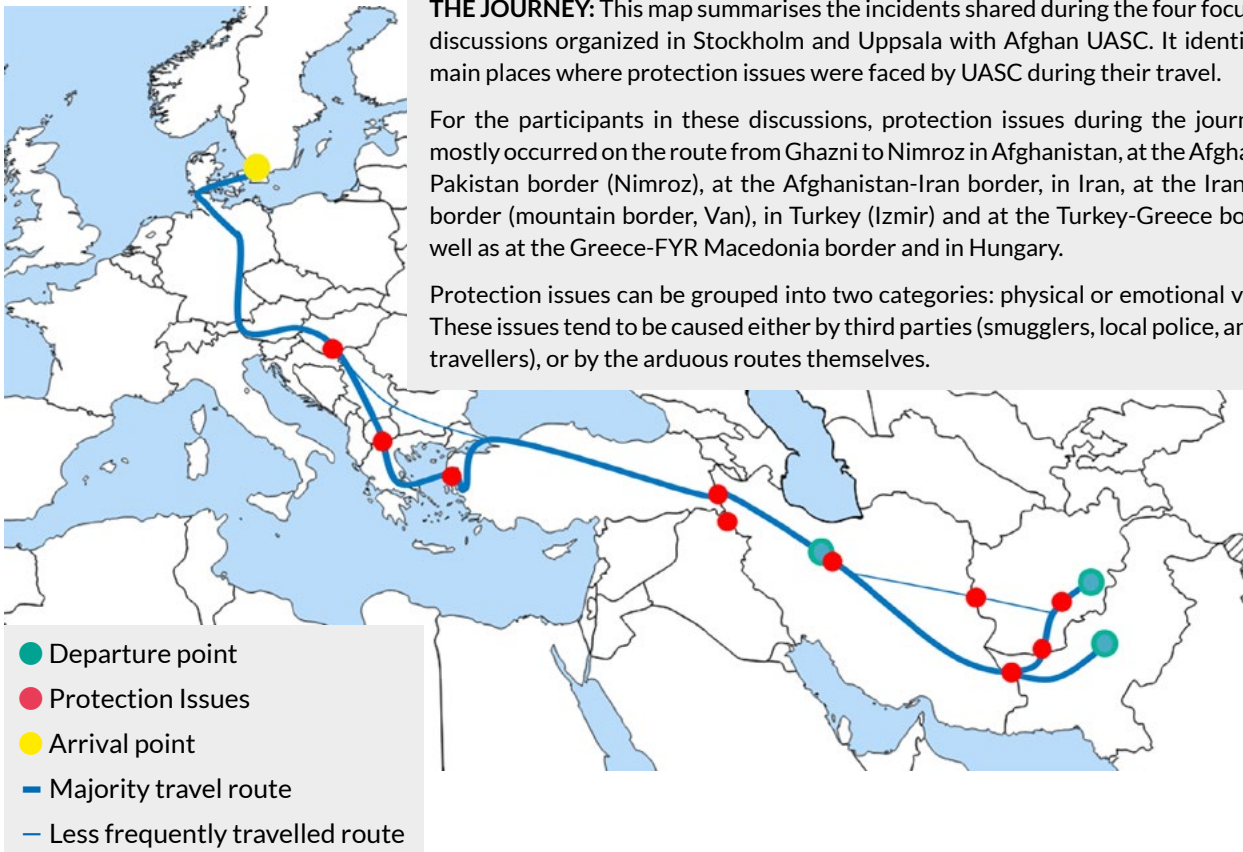 THE JOURNEY: This map summarises the incidents shared during the four focu
discussions organized in Stockholm and Uppsala with Afghan UASC. It identi
main places where protection issues were faced by UASC during their travel.
For the participants in these discussions, protection issues during the journ
mostly occurred on the route from Ghazni to Nimroz in Afghanistan, at the Afgha
Pakistan border (Nimroz), at the Afghanistan-Iran border, in Iran, at the Iran
border (mountain border, Van), in Turkey (Izmir) and at the Turkey-Greece bo
well as at the Greece-FYR Macedonia border and in Hungary.
Protection issues can be grouped into two categories: physical or emotional v
These issues tend to be caused either by third parties (smugglers, local police, an
travellers), or by the arduous routes themselves.
Departure point
Protection Issues
Arrival point
Majority travel route
Less frequently travelled route